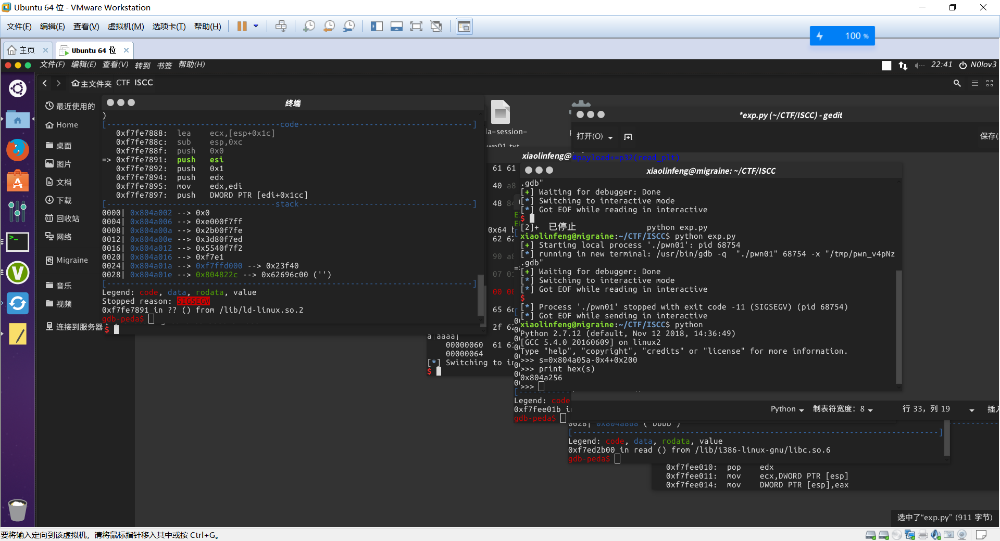 Ubuntu 64 位 - VMware Workstation
文件(F) 编辑(E) 查看(V) 虚拟机(M) 选项卡(T) 帮助(H)
100 %
主页
Ubuntu 64 位
文件(F) 编辑(E) 查看(V) 转到 书签 帮助(H)
22:41 N0lov3
主文件夹 CTF ISCC
最近使用的
Home
桌面
图片
文档
下载
回收站
网络
Migraine
音乐
视频
连接到服务器
终端
)
[-------------------------------------code-------------------------------------]
0xf7fe7888: lea ecx,[esp+0x1c]
0xf7fe788c: sub esp,0xc
0xf7fe788f: push 0x0
=> 0xf7fe7891: push esi
0xf7fe7892: push 0x1
0xf7fe7894: push edx
0xf7fe7895: mov edx,edi
0xf7fe7897: push DWORD PTR [edi+0x1cc]
[------------------------------------stack-------------------------------------]
0000| 0x804a002 --> 0x0
0004| 0x804a006 --> 0xe000f7ff
0008| 0x804a00a --> 0x2b00f7fe
0012| 0x804a00e --> 0x3d80f7ed
0016| 0x804a012 --> 0x5540f7f2
0020| 0x804a016 --> 0xf7e1
0024| 0x804a01a --> 0xf7ffd000 --> 0x23f40
0028| 0x804a01e --> 0x804822c --> 0x62696c00 ('')
[------------------------------------------------------------------------------]
Legend: code, data, rodata, value
Stopped reason: SIGSEGV
0xf7fe7891 in ?? () from /lib/ld-linux.so.2
gdb-peda$
$
la-session-
wn01.txt
*exp.py (~/CTF/ISCC) - gedit
打开(O)
保存(
#payload+=p32(read_plt)
xiaolinfeng@
61 61
40 a8
48
0x64
62 62
90 a8
07 01
00 00
65 6c
2f 62
a|aaaa|
00000060 61 61
00000064
[*] Switching to in
$
xiaolinfeng@migraine: ~/CTF/ISCC
.gdb"
[+] Waiting for debugger: Done
[*] Switching to interactive mode
[*] Got EOF while reading in interactive
$
[2]+ 已停止 python exp.py
xiaolinfeng@migraine:~/CTF/ISCC$ python exp.py
[+] Starting local process './pwn01': pid 68754
[*] running in new terminal: /usr/bin/gdb -q "./pwn01" 68754 -x "/tmp/pwn_v4pNz
.gdb"
[+] Waiting for debugger: Done
[*] Switching to interactive mode
[*] Got EOF while reading in interactive
$
[*] Process './pwn01' stopped with exit code -11 (SIGSEGV) (pid 68754)
[*] Got EOF while sending in interactive
xiaolinfeng@migraine:~/CTF/ISCC$ python
Python 2.7.12 (default, Nov 12 2018, 14:36:49)
[GCC 5.4.0 20160609] on linux2
Type "help", "copyright", "credits" or "license" for more information.
>>> s=0x804a05a-0x4+0x200
>>> print hex(s)
0x804a256
>>>
Legend: code
0xf7fee01b in
gdb-peda$
Python 制表符宽度：8 行 33，列 19 插入
0028| 0x804a868 ("bbbb")
[------------------------------------------------------------------------------]
Legend: code, data, rodata, value
0xf7ed2b00 in read () from /lib/i386-linux-gnu/libc.so.6
gdb-peda$
0xf7fee010: pop edx
0xf7fee011: mov ecx,DWORD PTR [esp]
0xf7fee014: mov DWORD PTR [esp],eax
选中了“exp.py” (911 字节)
要将输入定向到该虚拟机，请将鼠标指针移入其中或按 Ctrl+G。